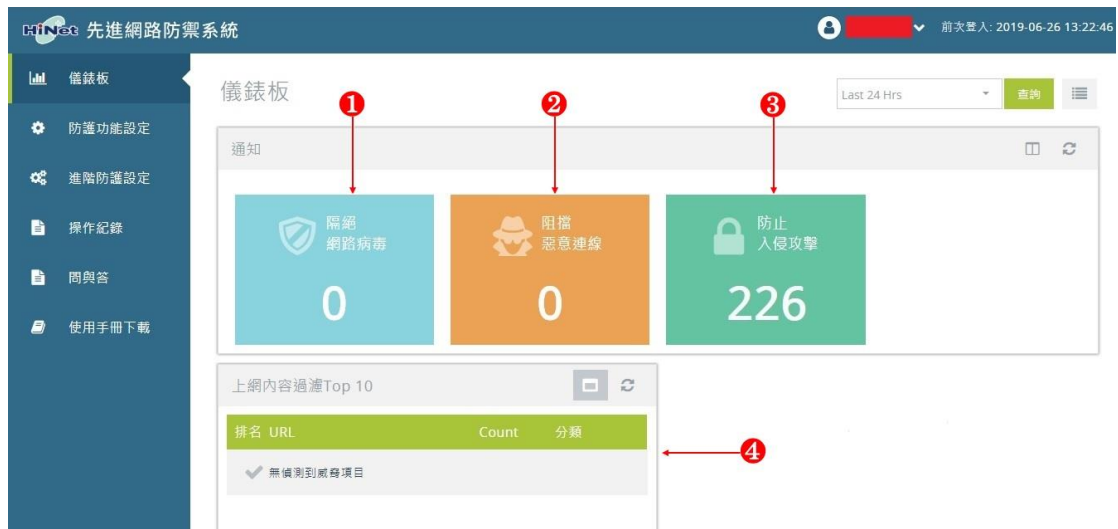 HiNet 先進網路防禦系統
前次登入: 2019-06-26 13:22:46
儀錶板
防護功能設定
進階防護設定
操作紀錄
問與答
使用手冊下載
儀錶板
Last 24 Hrs
查詢
1
2
3
通知
隔絕
網路病毒
0
阻擋
惡意連線
0
防止
入侵攻擊
226
上網內容過濾Top 10
排名 URL Count 分類
無偵測到威脅項目
4